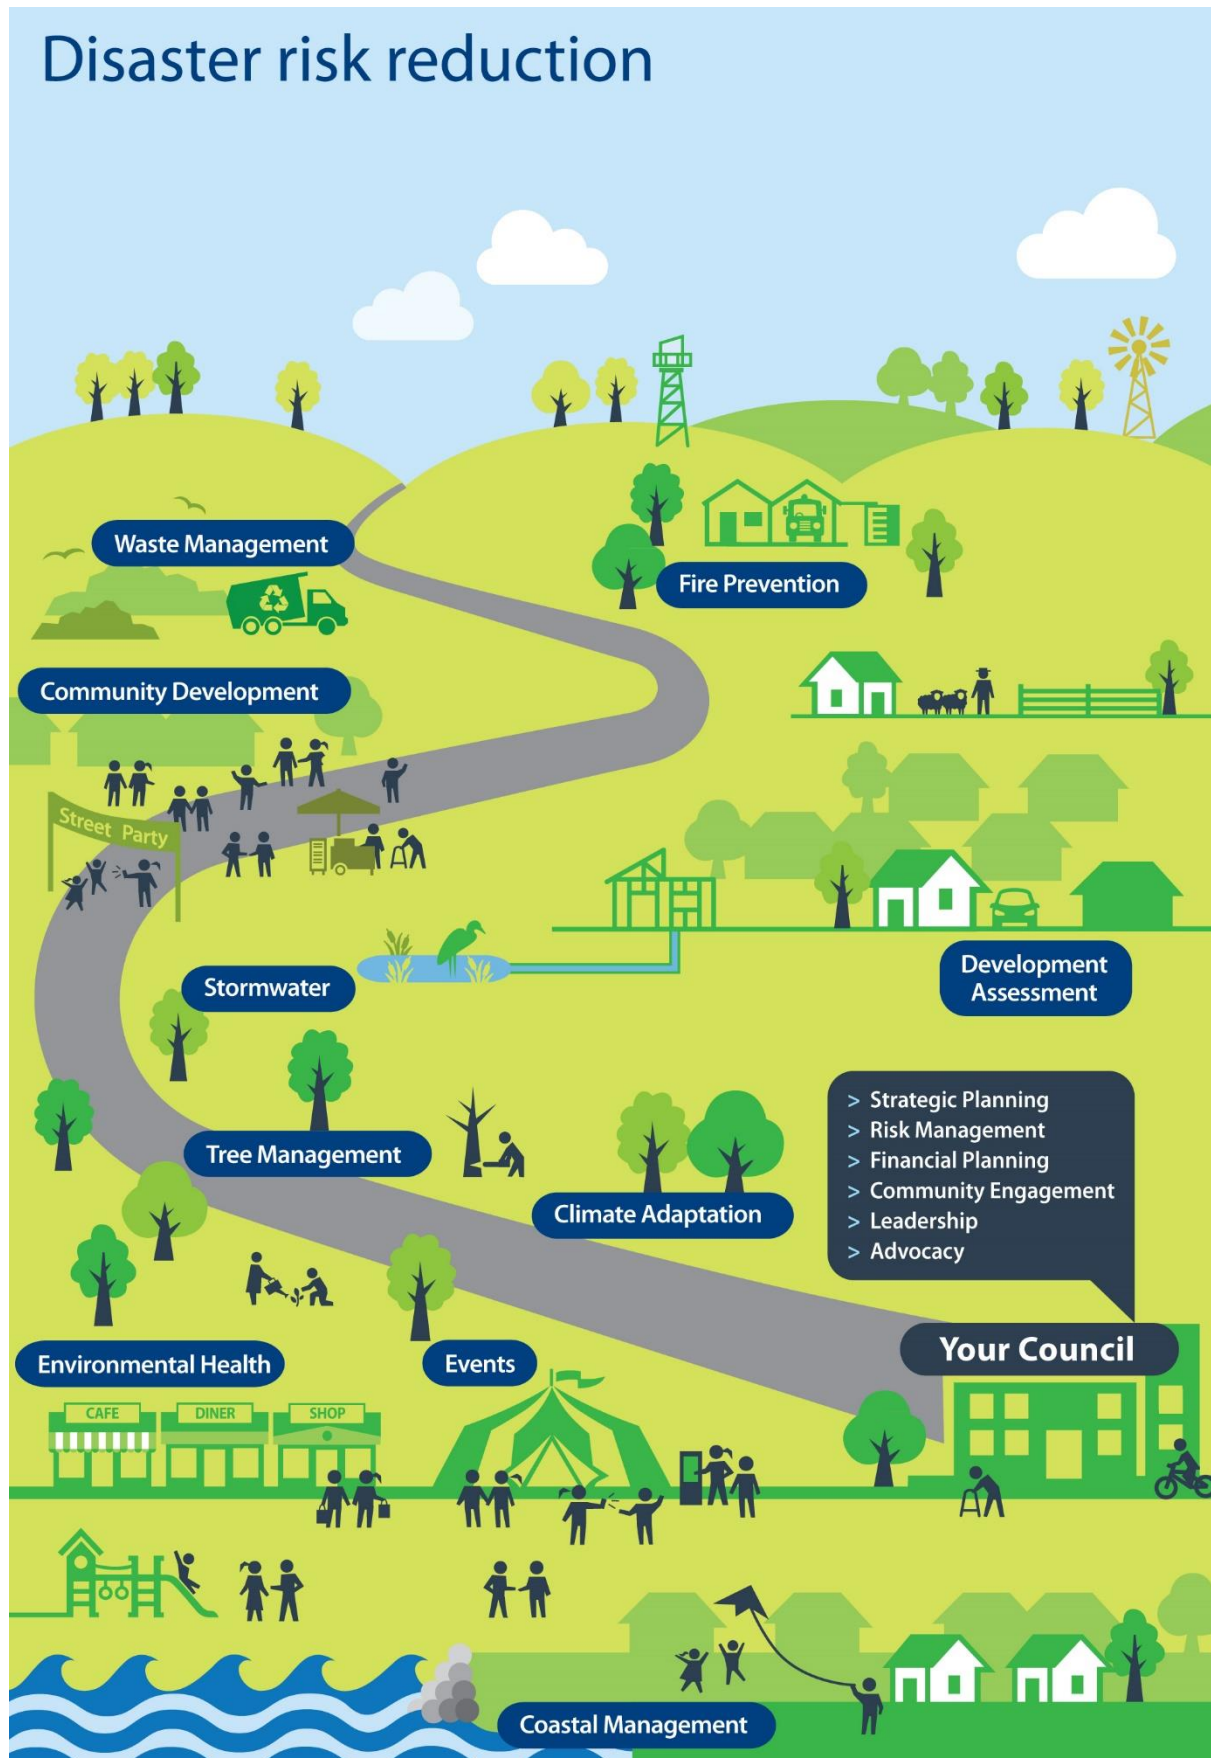 Disaster risk reduction
Waste Management
Fire Prevention
Community Development
Street Party
Stormwater
Development
Assessment
Tree Management
Climate Adaptation
> Strategic Planning
> Risk Management
> Financial Planning
> Community Engagement
> Leadership
> Advocacy
Your Council
Environmental Health
Events
CAFE
DINER
SHOP
Coastal Management